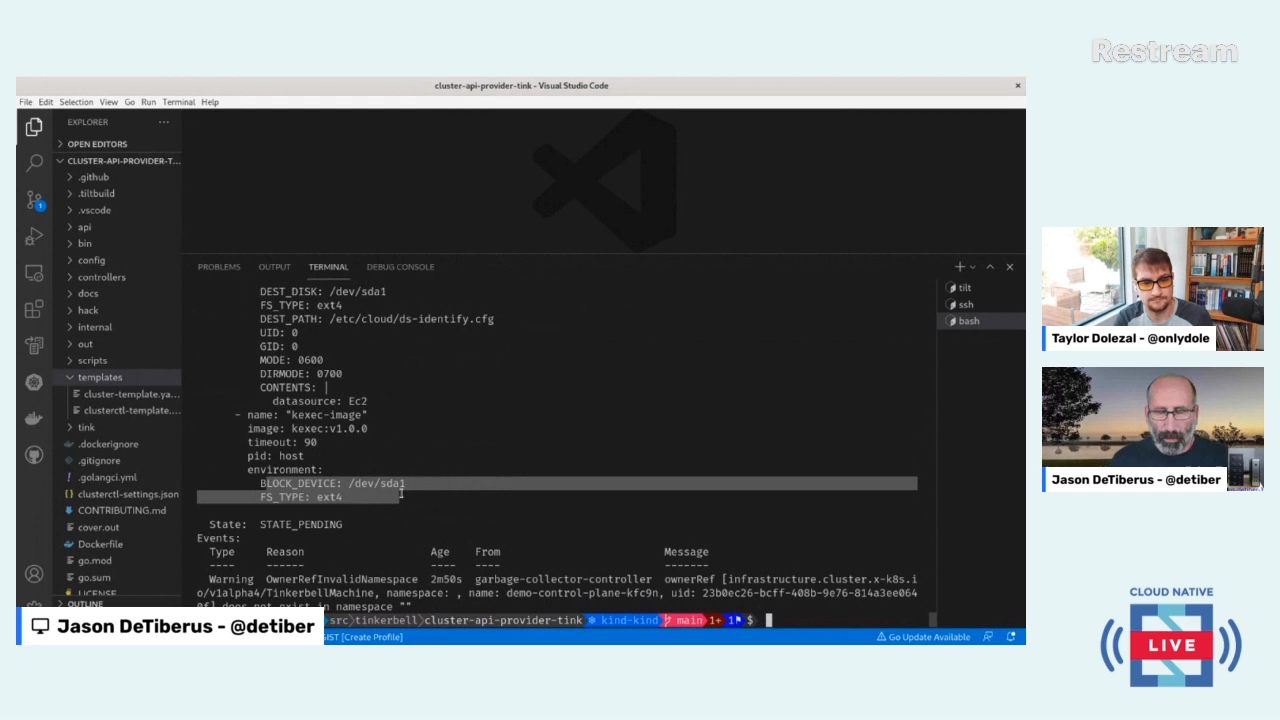 Restream
cluster-api-provider-tink - Visual Studio Code
File Edit Selection View Go Run Terminal Help
EXPLORER
OPEN EDITORS
CLUSTER-API-PROVIDER-T...
.github
.tiltbuild
.vscode
api
bin
config
controllers
docs
hack
internal
out
scripts
templates
cluster-template.ya...
clusterctl-template....
tink
.dockerignore
.gitignore
.golangci.yml
clusterctl-settings.json
CONTRIBUTING.md
cover.out
Dockerfile
go.mod
go.sum
LICENSE
OUTLINE
PROBLEMS OUTPUT TERMINAL DEBUG CONSOLE
tilt
ssh
bash
DEST_DISK: /dev/sda1
FS_TYPE: ext4
DEST_PATH: /etc/cloud/ds-identify.cfg
UID: 0
GID: 0
MODE: 0600
DIRMODE: 0700
CONTENTS: |
datasource: Ec2
- name: "kexec-image"
image: kexec:v1.0.0
timeout: 90
pid: host
environment:
BLOCK_DEVICE: /dev/sda1
FS_TYPE: ext4
State: STATE_PENDING
Events:
Type Reason Age From Message
---- ------ ---- ---- -------
Warning OwnerRefInvalidNamespace 2m50s garbage-collector-controller ownerRef [infrastructure.cluster.x-k8s.i
o/v1alpha4/TinkerbellMachine, namespace: , name: demo-control-plane-kfc9n, uid: 23b0ec26-bcff-408b-9e76-814a3ee064
0f] does not exist in namespace ""
src tinkerbell cluster-api-provider-tink kind-kind main 1+ 1 $
GIST [Create Profile]
Go Update Available
Jason DeTiberus - @detiber
Taylor Dolezal - @onlydole
Jason DeTiberus - @detiber
CLOUD NATIVE
LIVE